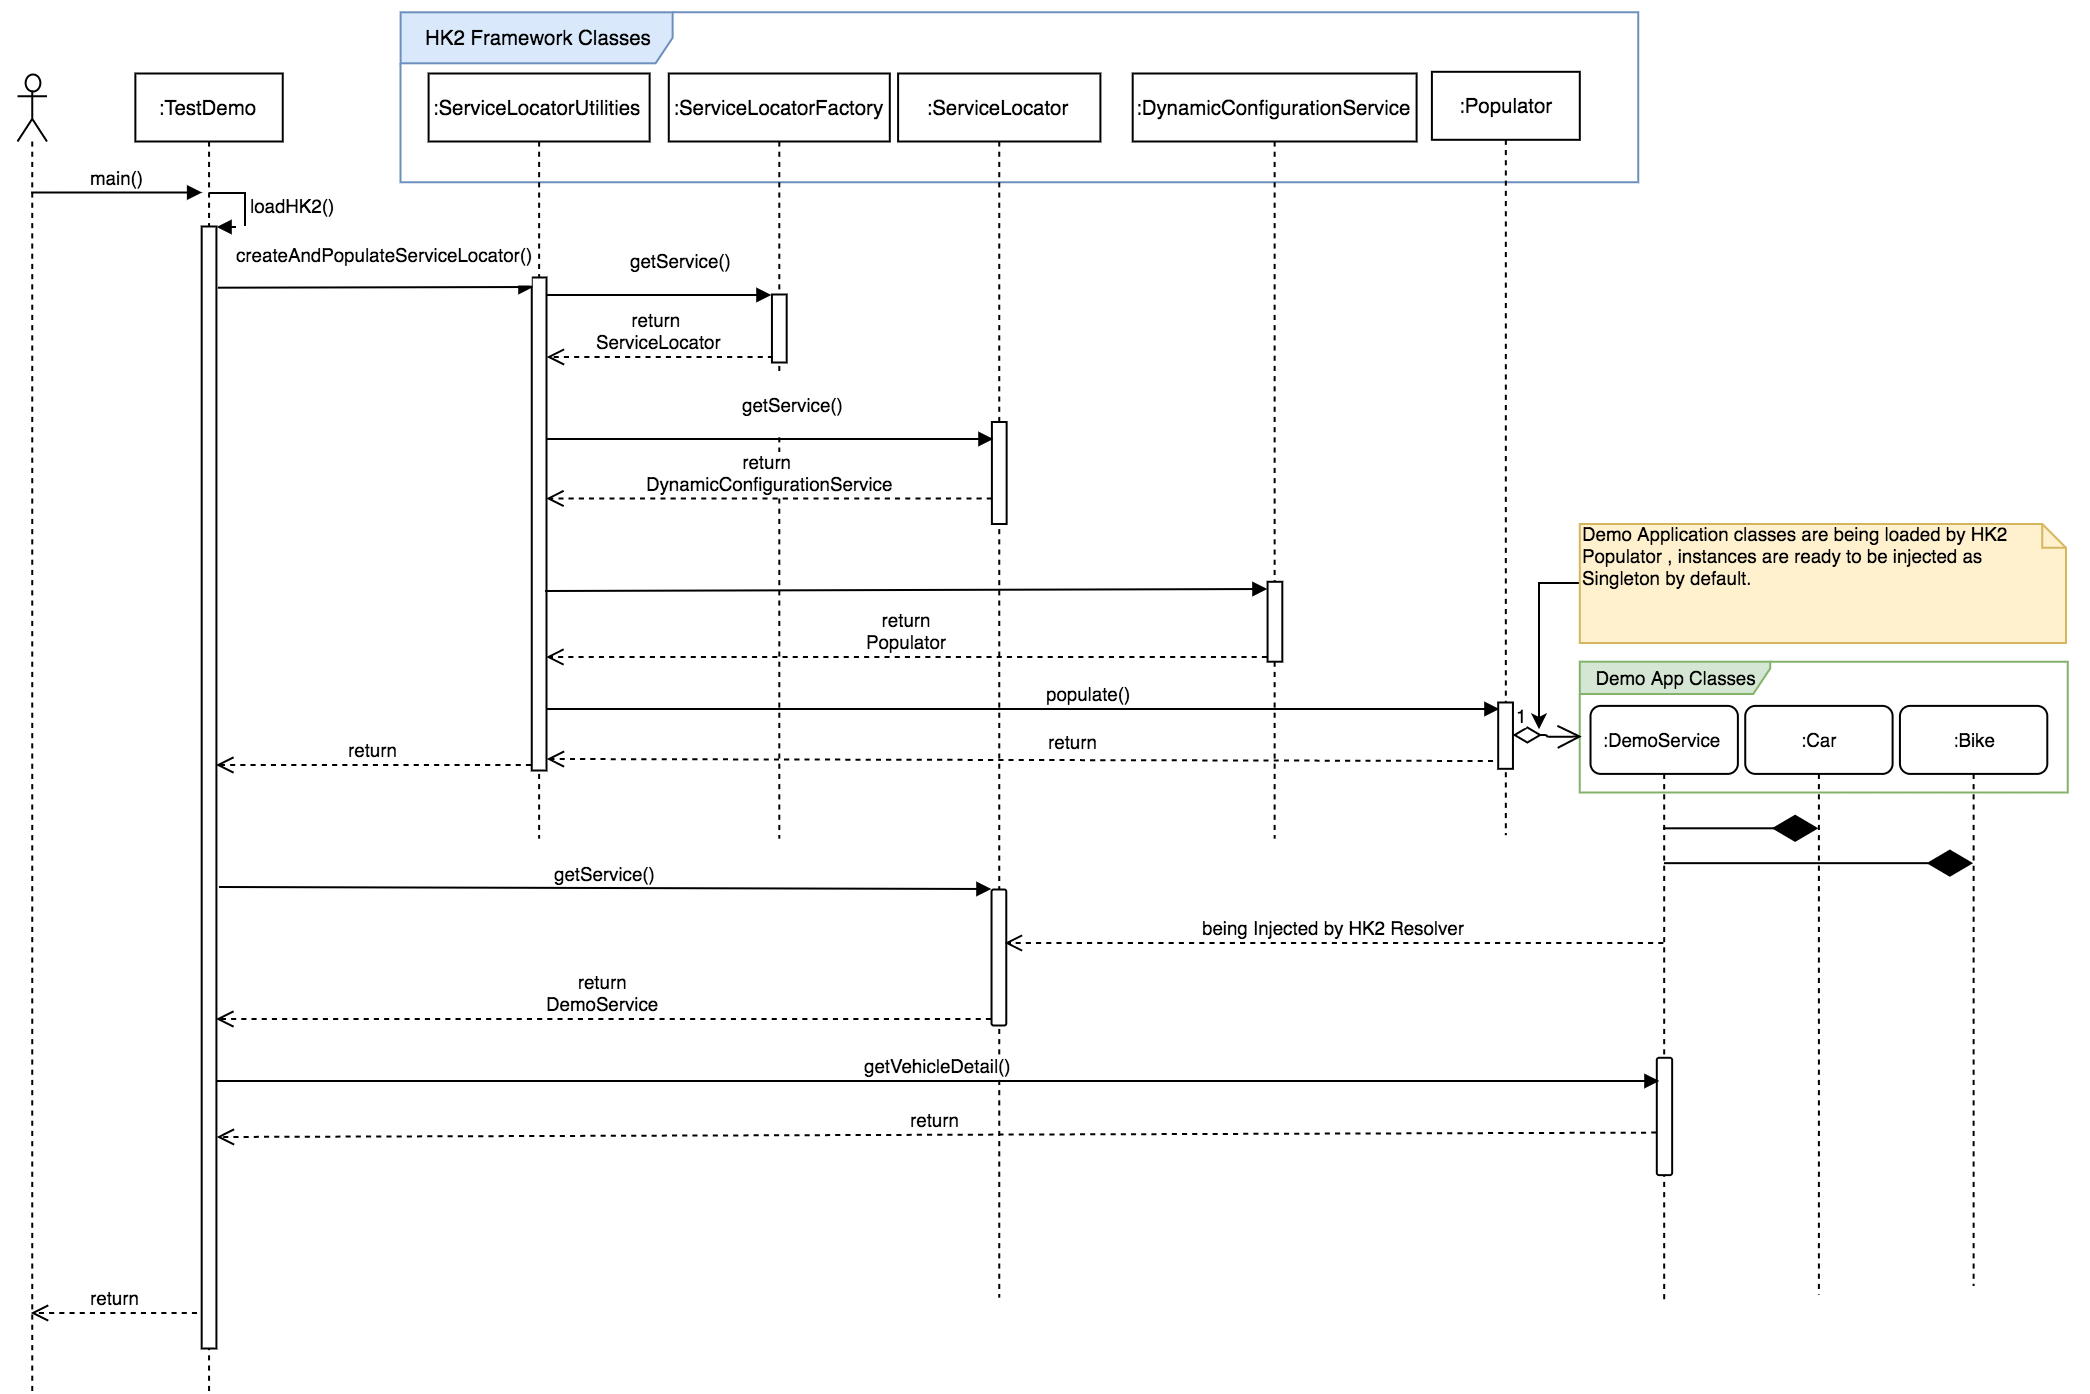 HK2 Framework Classes
:TestDemo
:ServiceLocatorUtilities
:ServiceLocatorFactory
:ServiceLocator
:DynamicConfigurationService
:Populator
main()
loadHK2()
createAndPopulateServiceLocator()
getService()
return
ServiceLocator
getService()
return
DynamicConfigurationService
Demo Application classes are being loaded by HK2
Populator , instances are ready to be injected as
Singleton by default.
return
Populator
Demo App Classes
populate()
1
:DemoService
:Car
:Bike
return
return
getService()
being Injected by HK2 Resolver
return
DemoService
getVehicleDetail()
return
return